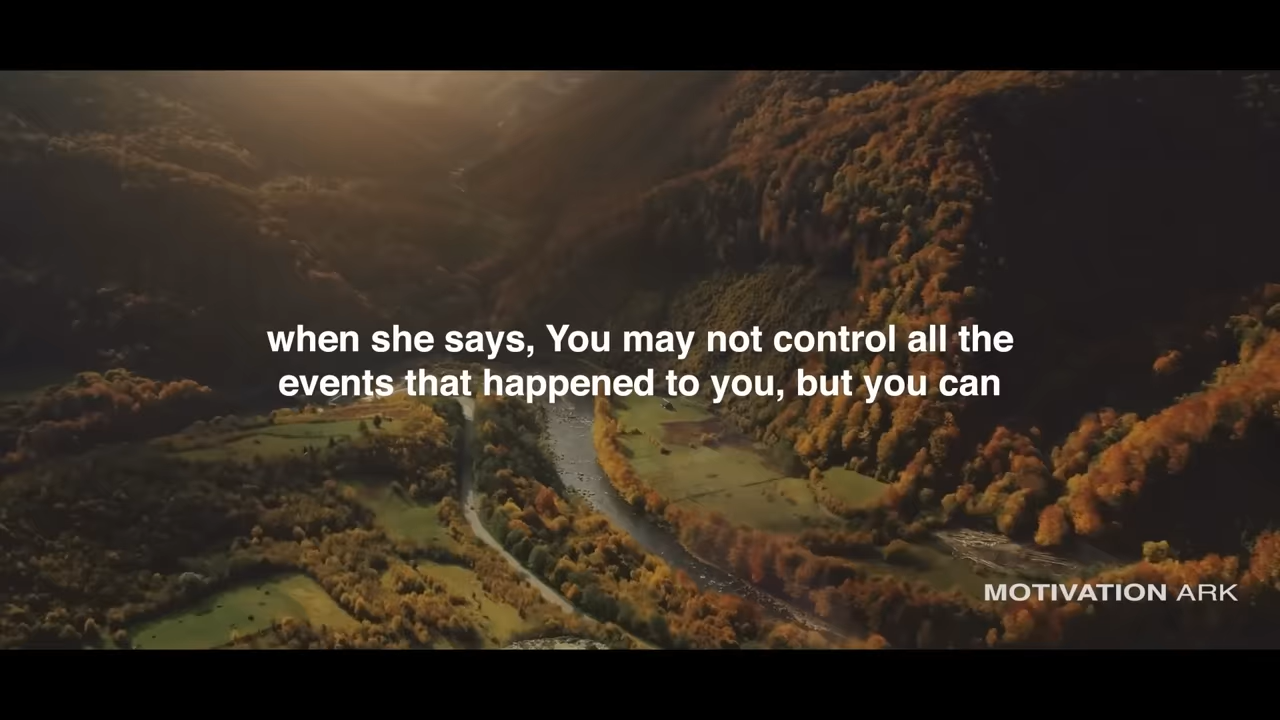 when she says, You may not control all the
events that happened to you, but you can
MOTIVATION ARK